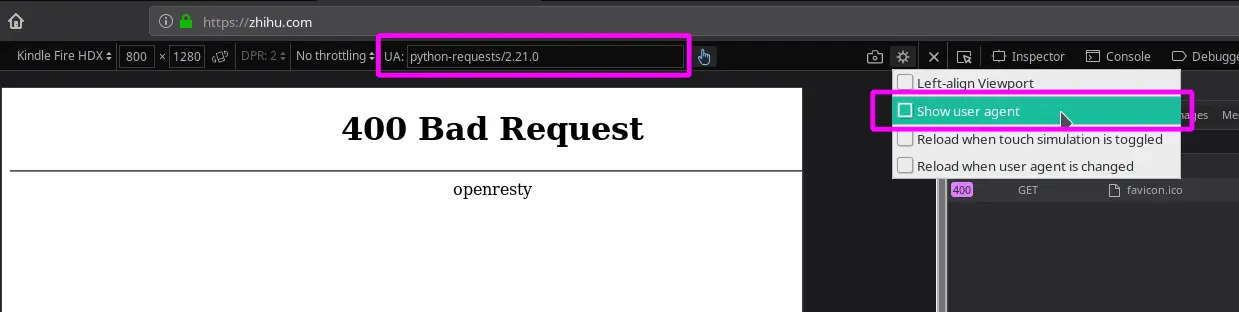 https://zhihu.com
Kindle Fire HDX 800 × 1280 DPR: 2 No throttling UA: python-requests/2.21.0 Inspector Console Debugge
Left-align Viewport
Show user agent
Reload when touch simulation is toggled
Reload when user agent is changed
400 GET favicon.ico
400 Bad Request
openresty